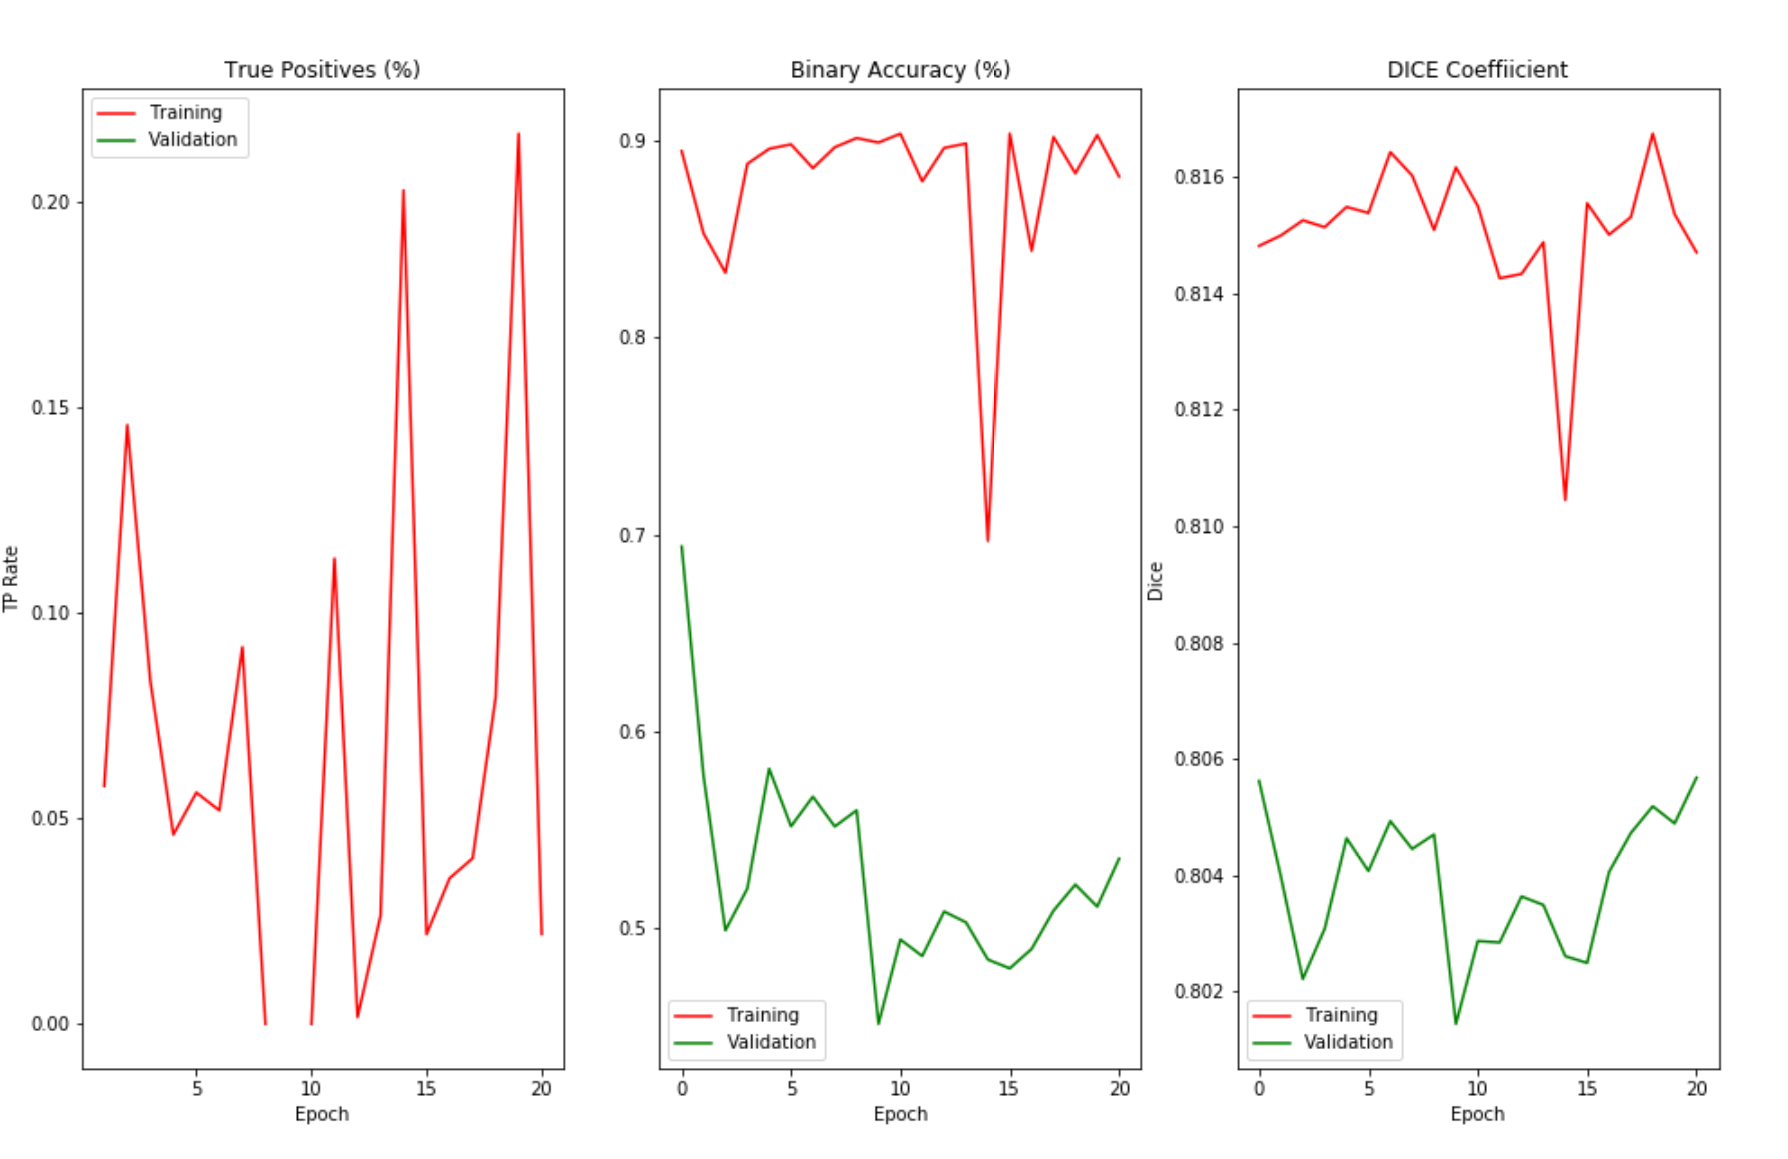 True Positives (%)
Training
Validation
0.20
0.15
0.10
0.05
0.00
TP Rate
5
10
15
20
Epoch
Binary Accuracy (%)
0.9
0.8
0.7
0.6
0.5
Training
Validation
0
5
10
15
20
Epoch
DICE Coeffiicient
0.816
0.814
0.812
0.810
0.808
0.806
0.804
0.802
Dice
Training
Validation
0
5
10
15
20
Epoch